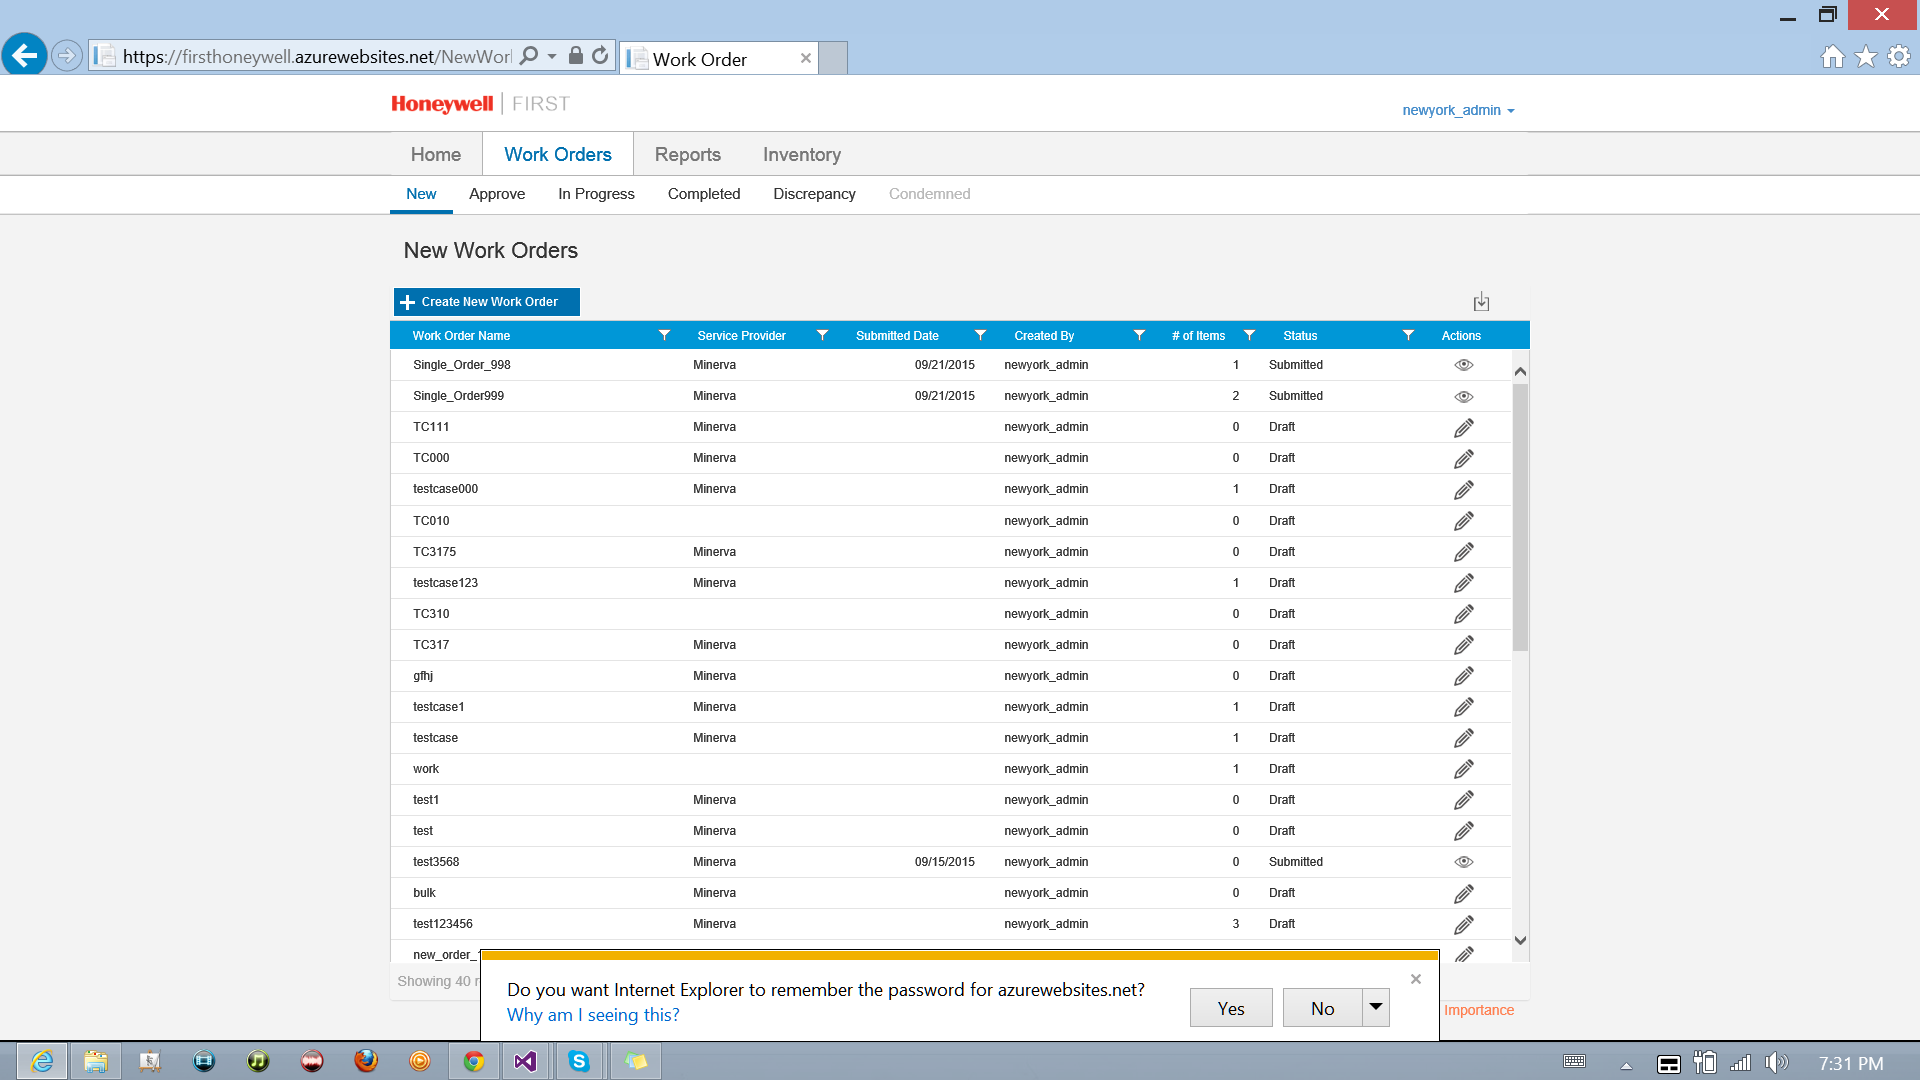 https://firsthoneywell.azurewebsites.net/NewWor
Work Order
Honeywell | FIRST
newyork_admin
Home Work Orders Reports Inventory
New Approve In Progress Completed Discrepancy Condemned
New Work Orders
Create New Work Order
Work Order Name Service Provider Submitted Date Created By # of Items Status Actions
Single_Order_998 Minerva 09/21/2015 newyork_admin 1 Submitted
Single_Order999 Minerva 09/21/2015 newyork_admin 2 Submitted
TC111 Minerva newyork_admin 0 Draft
TC000 Minerva newyork_admin 0 Draft
testcase000 Minerva newyork_admin 1 Draft
TC010 newyork_admin 0 Draft
TC3175 Minerva newyork_admin 0 Draft
testcase123 Minerva newyork_admin 1 Draft
TC310 newyork_admin 0 Draft
TC317 Minerva newyork_admin 0 Draft
gfhj Minerva newyork_admin 0 Draft
testcase1 Minerva newyork_admin 1 Draft
testcase Minerva newyork_admin 1 Draft
work newyork_admin 1 Draft
test1 Minerva newyork_admin 0 Draft
test Minerva newyork_admin 0 Draft
test3568 Minerva 09/15/2015 newyork_admin 0 Submitted
bulk Minerva newyork_admin 0 Draft
test123456 Minerva newyork_admin 3 Draft
new_order_
Showing 40
Do you want Internet Explorer to remember the password for azurewebsites.net?
Why am I seeing this?
Yes No
Importance
7:31 PM